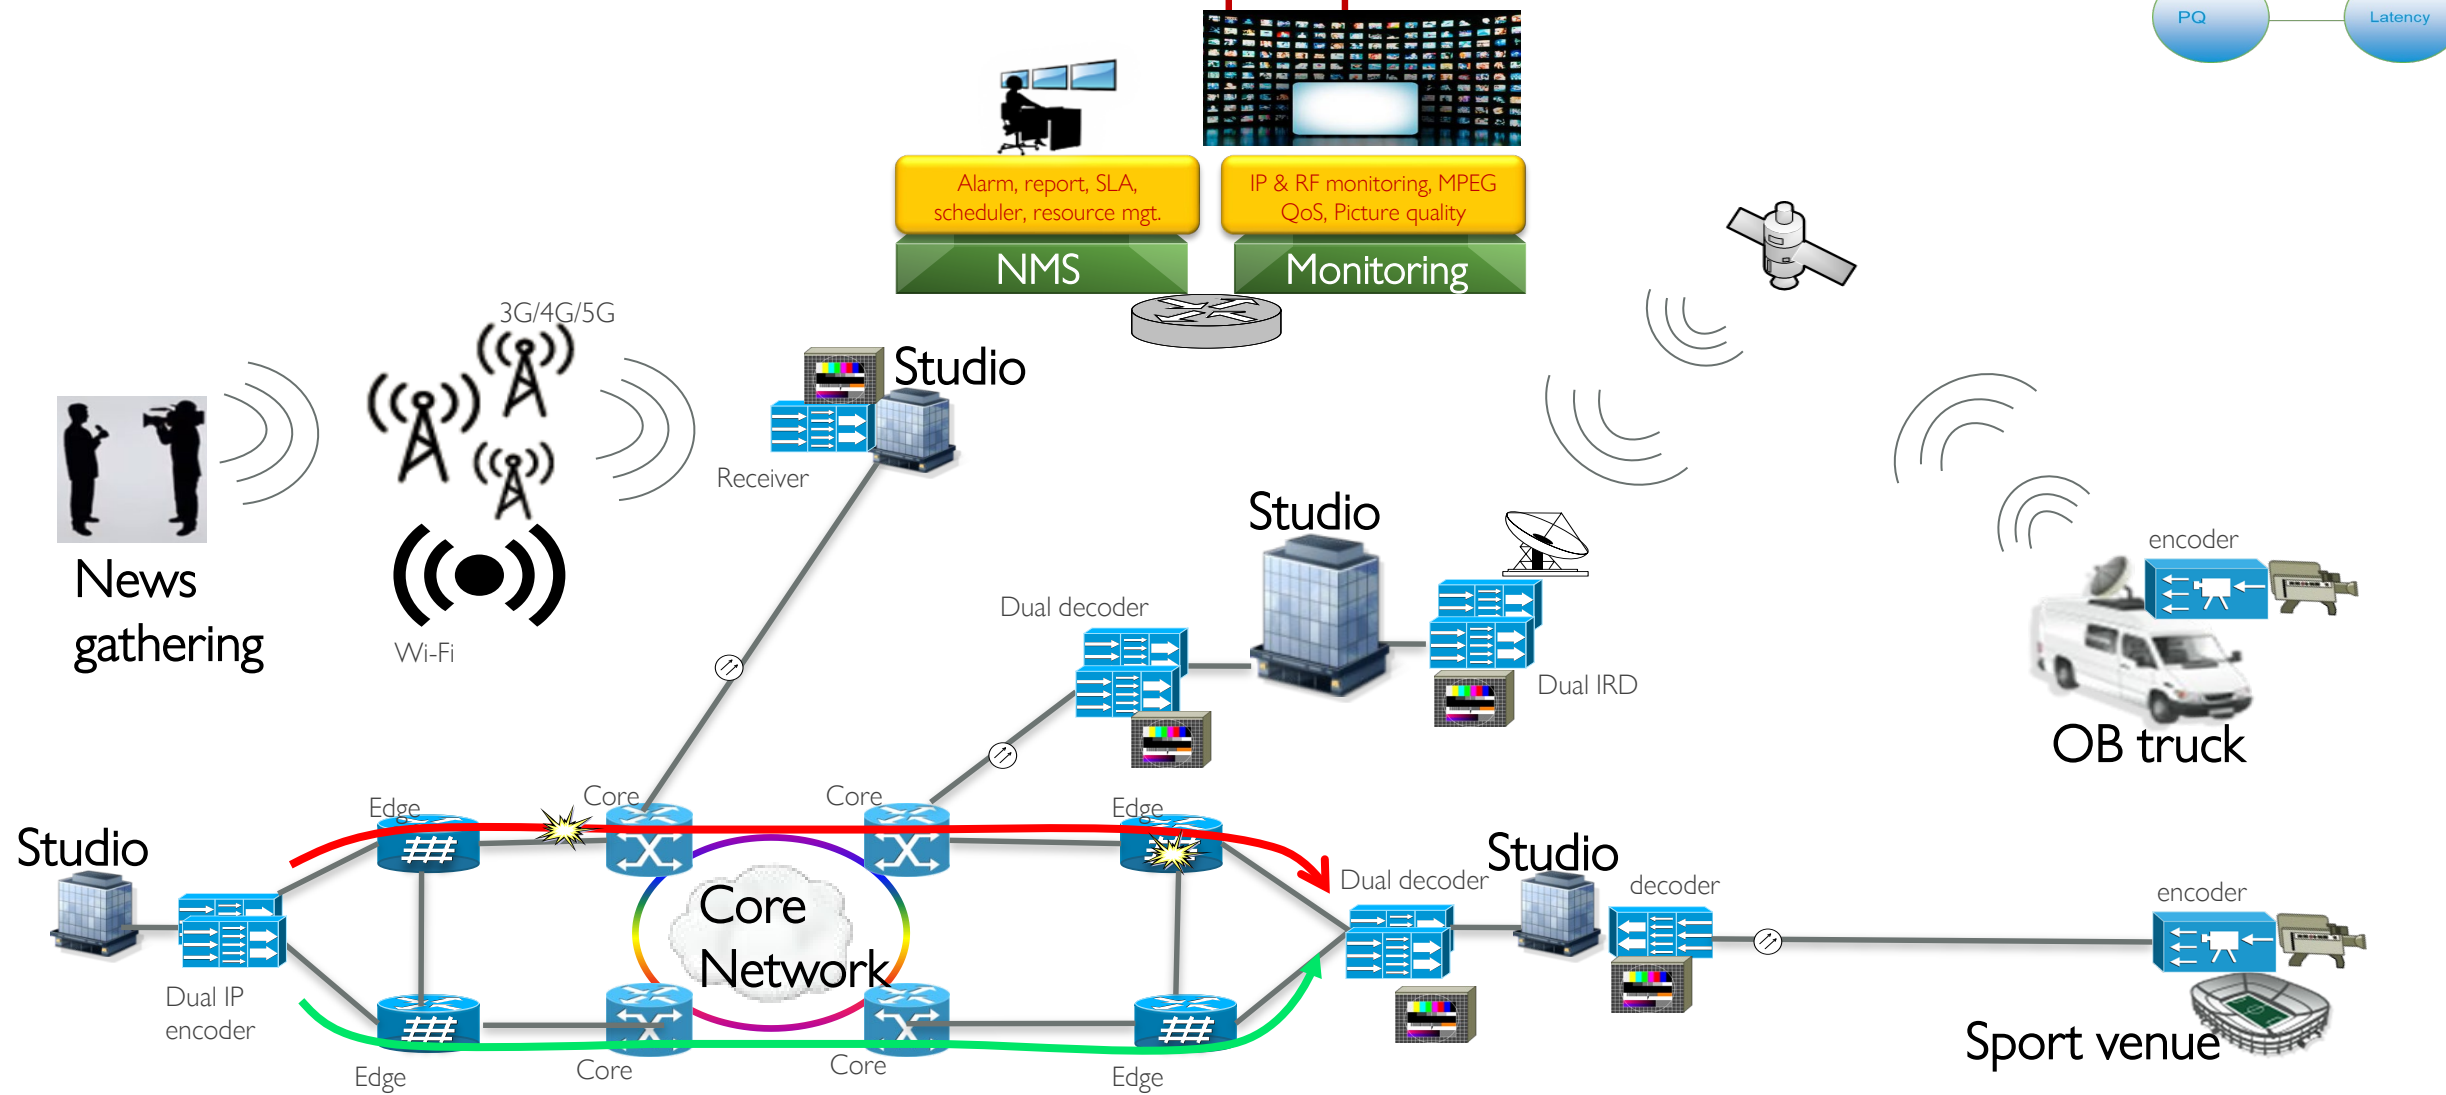 PQ
Latency
Alarm, report, SLA,
scheduler, resource mgt.
IP & RF monitoring, MPEG
QoS, Picture quality
NMS
Monitoring
3G/4G/5G
Studio
Receiver
News
gathering
Wi-Fi
Studio
encoder
Dual decoder
Dual IRD
OB truck
Edge
Core
Core
Edge
Studio
Studio
Dual decoder
decoder
encoder
Core
Network
Dual IP
encoder
Sport venue
Edge
Core
Core
Edge